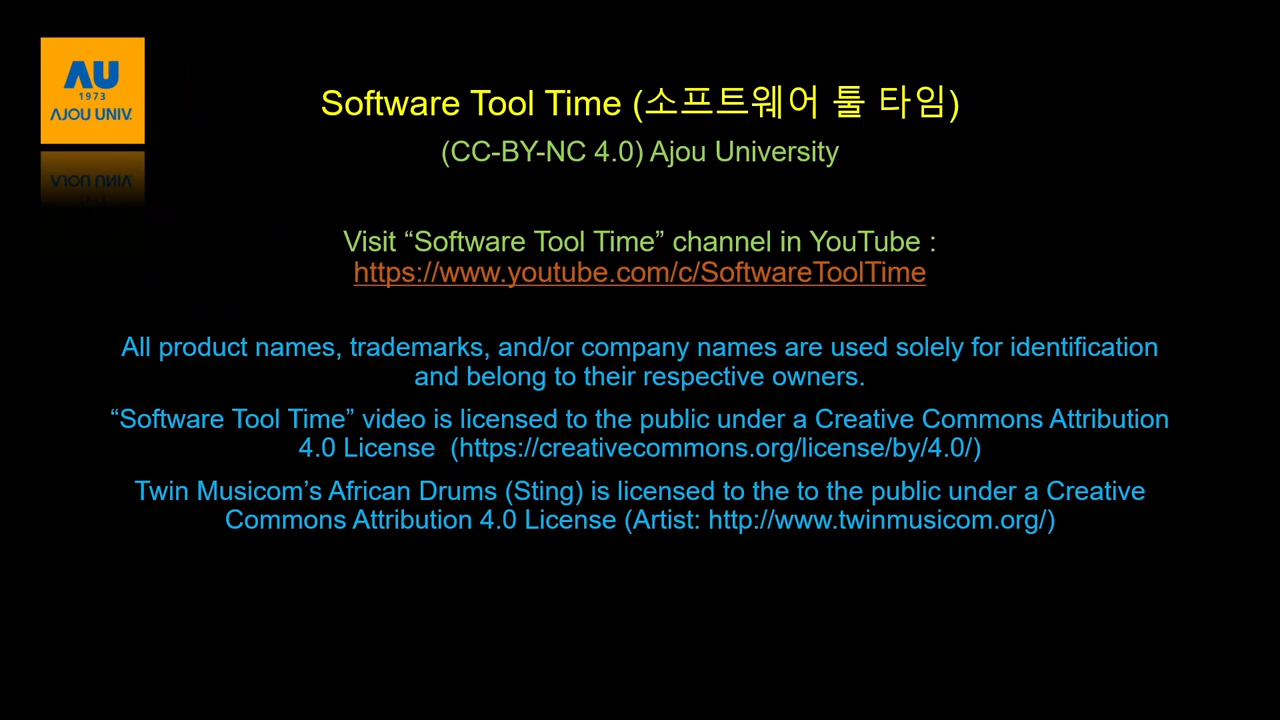 AU
1973
AJOU UNIV.
Software Tool Time (소프트웨어 툴 타임)
(CC-BY-NC 4.0) Ajou University
Visit “Software Tool Time” channel in YouTube :
https://www.youtube.com/c/SoftwareToolTime
All product names, trademarks, and/or company names are used solely for identification
and belong to their respective owners.
“Software Tool Time” video is licensed to the public under a Creative Commons Attribution
4.0 License  (https://creativecommons.org/license/by/4.0/)
Twin Musicom’s African Drums (Sting) is licensed to the to the public under a Creative
Commons Attribution 4.0 License (Artist: http://www.twinmusicom.org/)